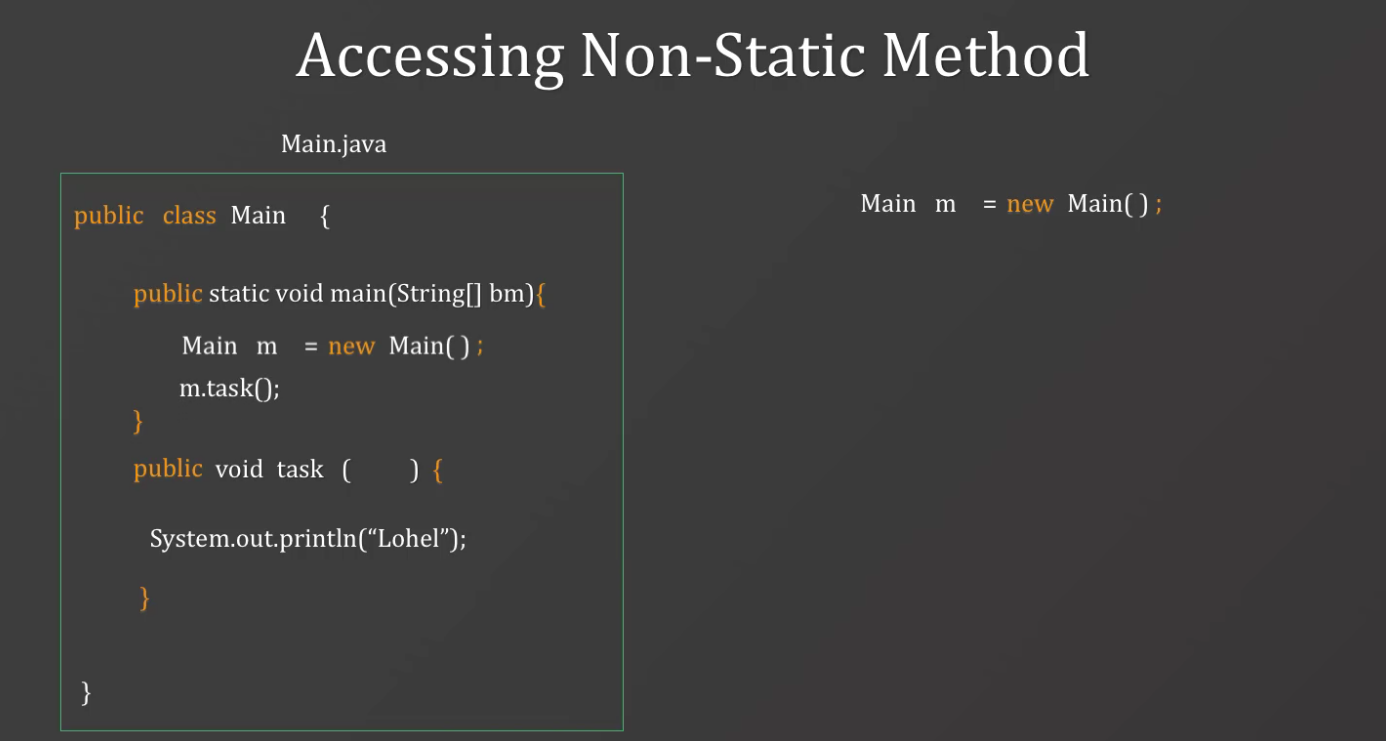 Accessing Non-Static Method
Main.java
public class Main {
public static void main(String[] bm){
Main m = new Main( ) ;
m.task();
}
public void task ( ) {
System.out.println(“Lohel”);
}
}
Main m = new Main( ) ;